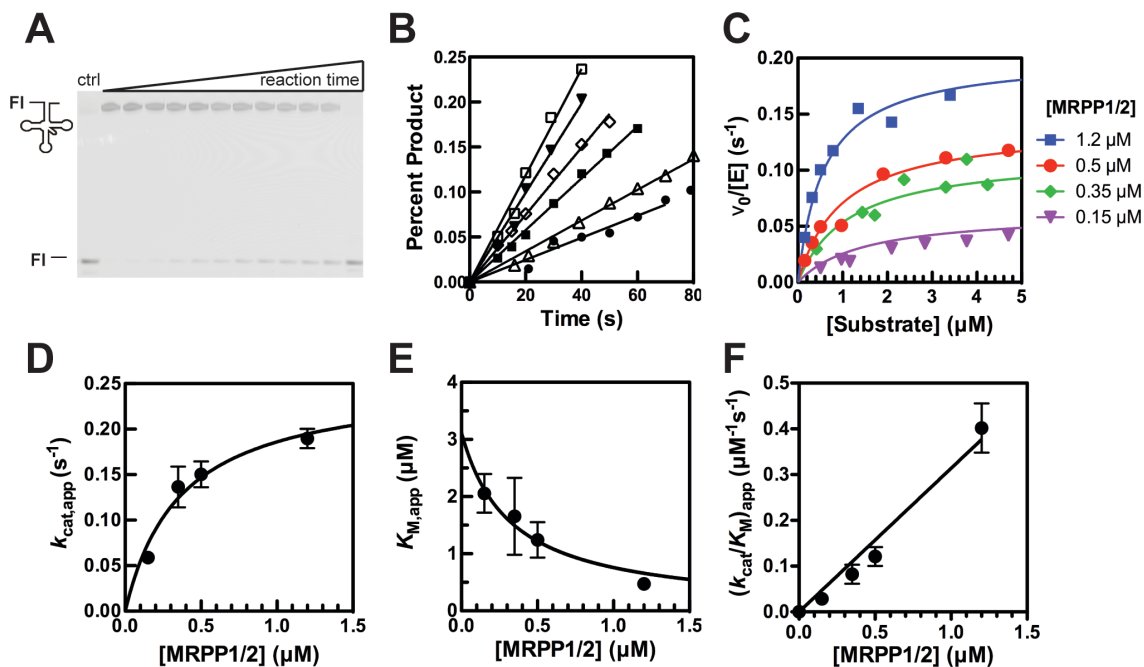 A
ctrl
reaction time
Fl
Fl
B
Percent Product
0.25
0.20
0.15
0.10
0.05
0.00
0 20 40 60 80
Time (s)
C
v₀/[E] (s⁻¹)
0.20
0.15
0.10
0.05
0.00
0 1 2 3 4 5
[Substrate] (μM)
[MRPP1/2]
1.2 μM
0.5 μM
0.35 μM
0.15 μM
D
kcat,app (s⁻¹)
0.25
0.20
0.15
0.10
0.05
0.00
0.0 0.5 1.0 1.5
[MRPP1/2] (μM)
E
KM,app (μM)
4
3
2
1
0
0.0 0.5 1.0 1.5
[MRPP1/2] (μM)
F
(kcat/KM)app (μM⁻¹s⁻¹)
0.5
0.4
0.3
0.2
0.1
0.0
0.0 0.5 1.0 1.5
[MRPP1/2] (μM)